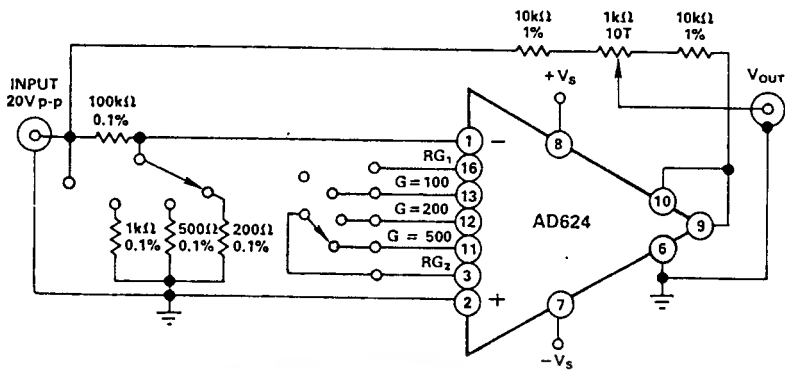 10kΩ
1%
1kΩ
10T
10kΩ
1%
INPUT
20V p-p
100kΩ
0.1%
+VS
VOUT
1
−
8
RG1
16
G = 100
13
10
G = 200
12
AD624
9
1kΩ
0.1%
500Ω
0.1%
200Ω
0.1%
G = 500
11
6
RG2
3
2
+
7
−VS